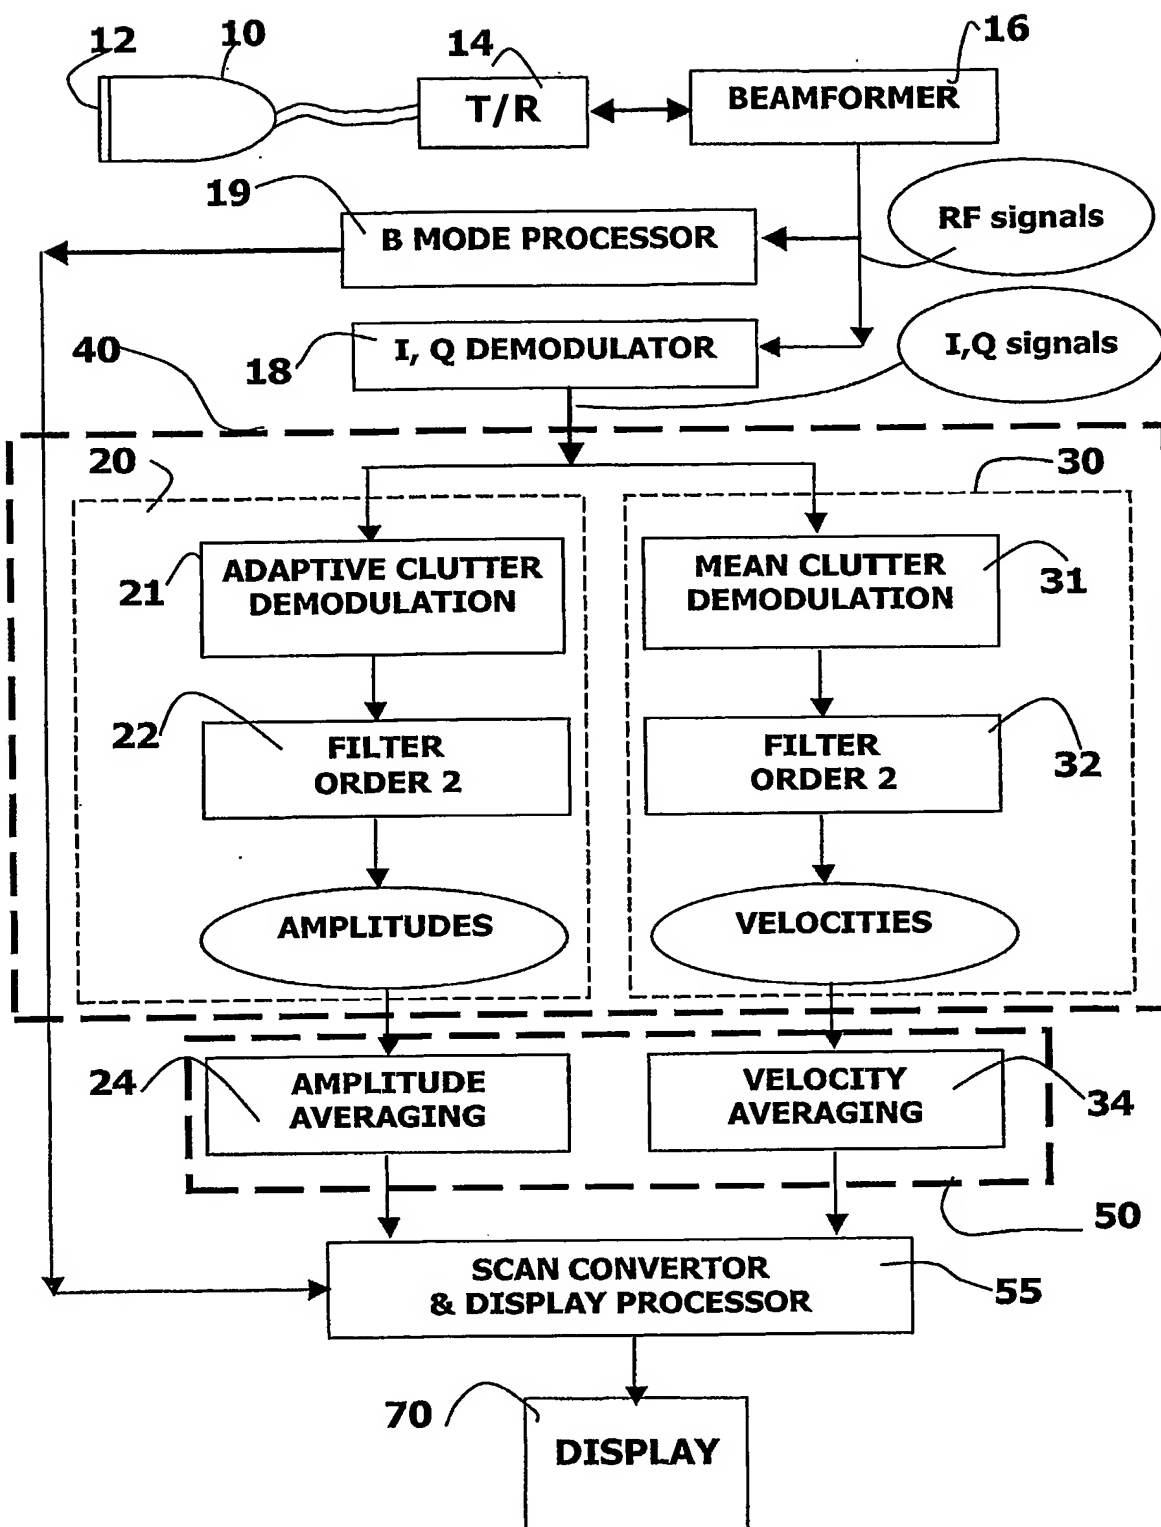 12
10
14
16
T/R
BEAMFORMER
19
RF signals
B MODE PROCESSOR
40
18
I, Q DEMODULATOR
I,Q signals
20
30
21
ADAPTIVE CLUTTER
DEMODULATION
MEAN CLUTTER
DEMODULATION
31
22
FILTER
ORDER 2
FILTER
ORDER 2
32
AMPLITUDES
VELOCITIES
24
AMPLITUDE
AVERAGING
VELOCITY
AVERAGING
34
50
SCAN CONVERTOR
& DISPLAY PROCESSOR
55
70
DISPLAY